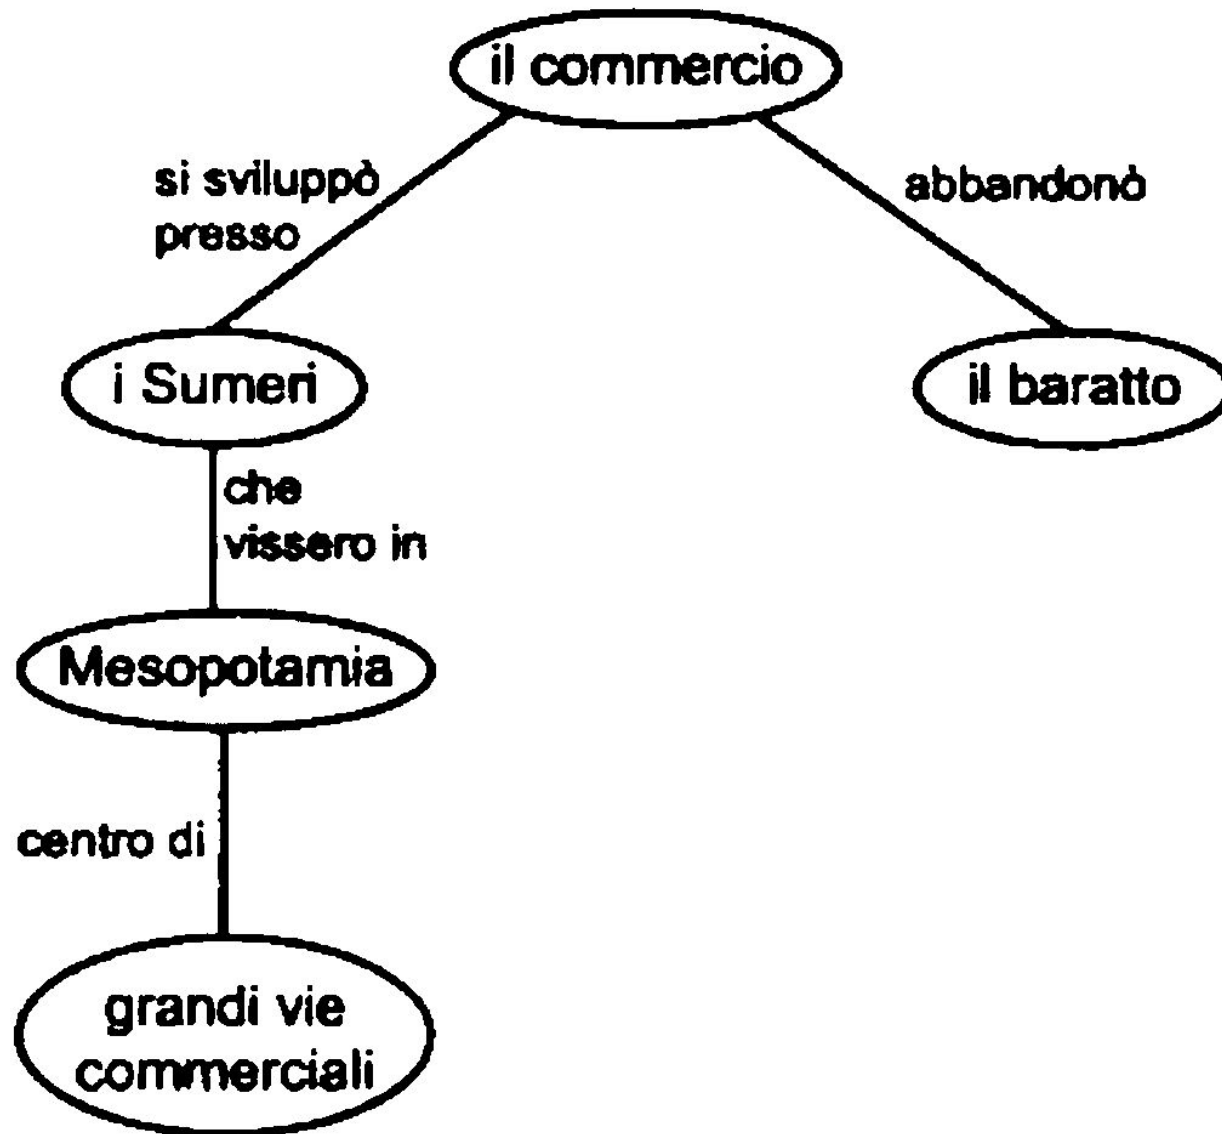 il commercio
si sviluppò
presso
abbandonò
i Sumeri
il baratto
che
vissero in
Mesopotamia
centro di
grandi vie
commerciali